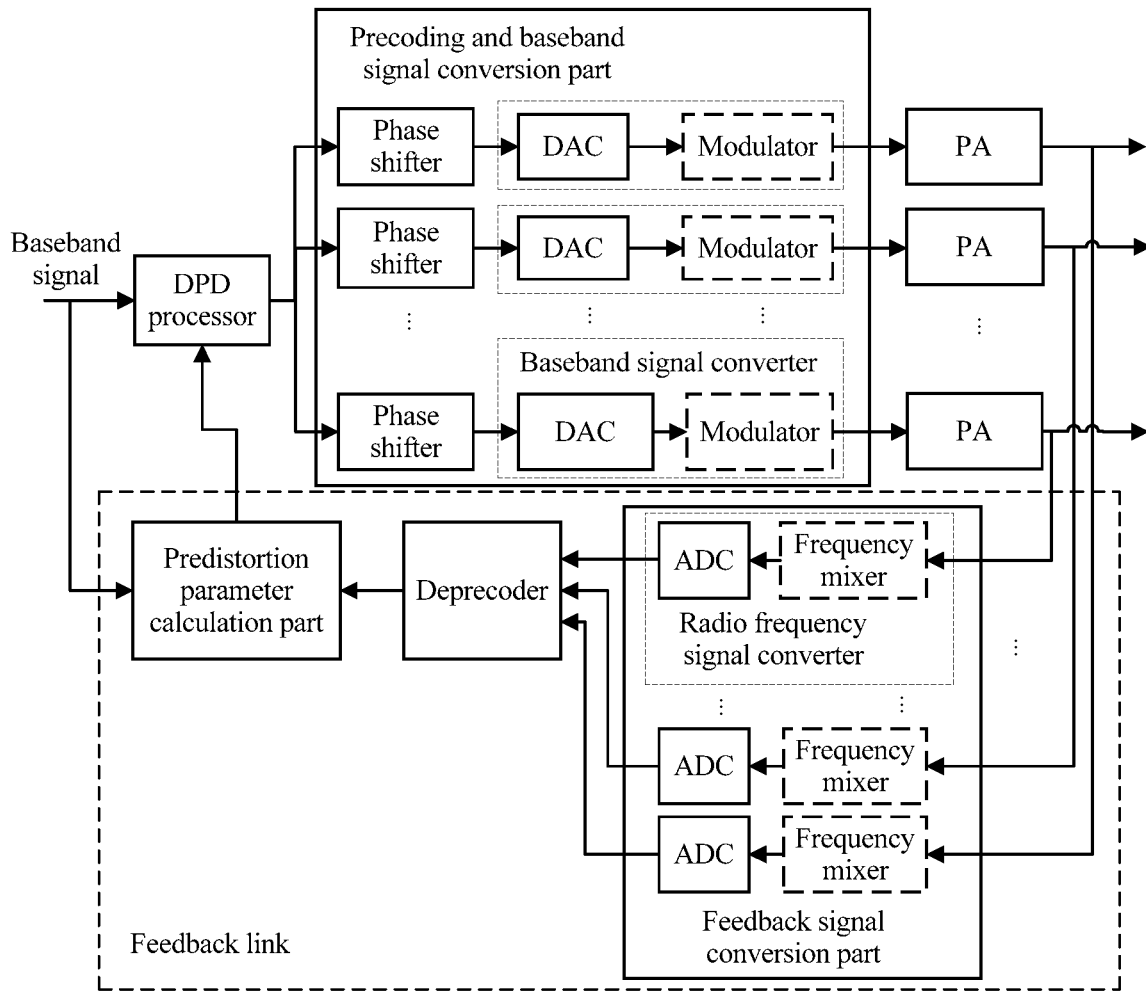 Precoding and baseband
signal conversion part
Phase
shifter
DAC
Modulator
PA
Phase
shifter
DAC
Modulator
PA
Baseband
signal
DPD
processor
Baseband signal converter
Phase
shifter
DAC
Modulator
PA
Predistortion
parameter
calculation part
Deprecoder
ADC
Frequency
mixer
Radio frequency
signal converter
ADC
Frequency
mixer
ADC
Frequency
mixer
Feedback signal
conversion part
Feedback link